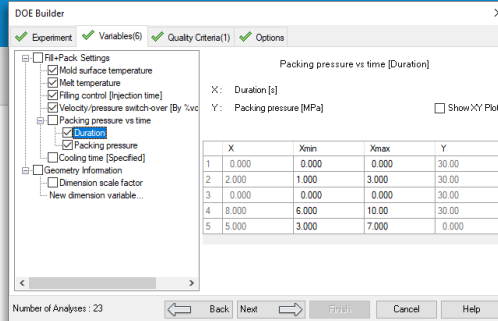 DOE Builder
Experiment Variables(6) Quality Criteria(1) Options
Fill+Pack Settings
Mold surface temperature
Melt temperature
Filling control [Injection time]
Velocity/pressure switch-over [By %vo
Packing pressure vs time
Duration
Packing pressure
Cooling time [Specified]
Geometry Information
Dimension scale factor
New dimension variable...
Packing pressure vs time [Duration]
X: Duration [s]
Y: Packing pressure [MPa]
Show XY Plot
X Xmin Xmax Y
1 0.000 0.000 0.000 30.00
2 2.000 1.000 3.000 30.00
3 0.000 0.000 0.000 30.00
4 8.000 6.000 10.00 30.00
5 5.000 3.000 7.000 0.000
Number of Analyses : 23
Back Next Finish Cancel Help